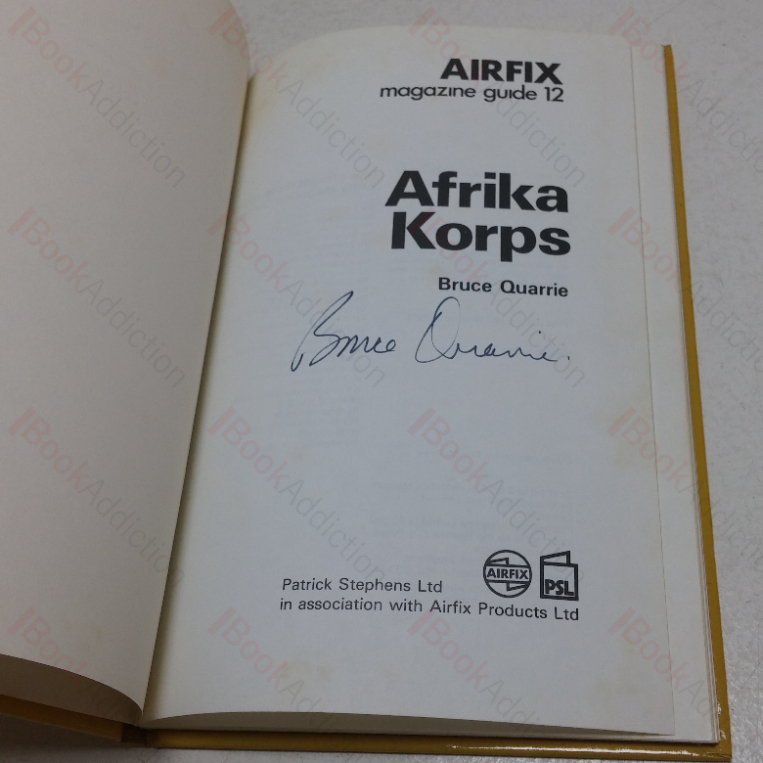 AIRFIX
magazine guide 12
Afrika
Korps
Bruce Quarrie
Bruce Quarrie.
AIRFIX
PSL
Patrick Stephens Ltd
in association with Airfix Products Ltd
BookAddiction